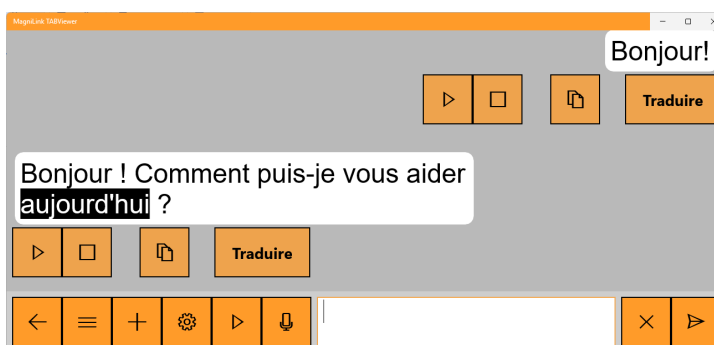 MagniLink TABViewer
Bonjour!
Traduire
Bonjour ! Comment puis-je vous aider
aujourd'hui ?
Traduire